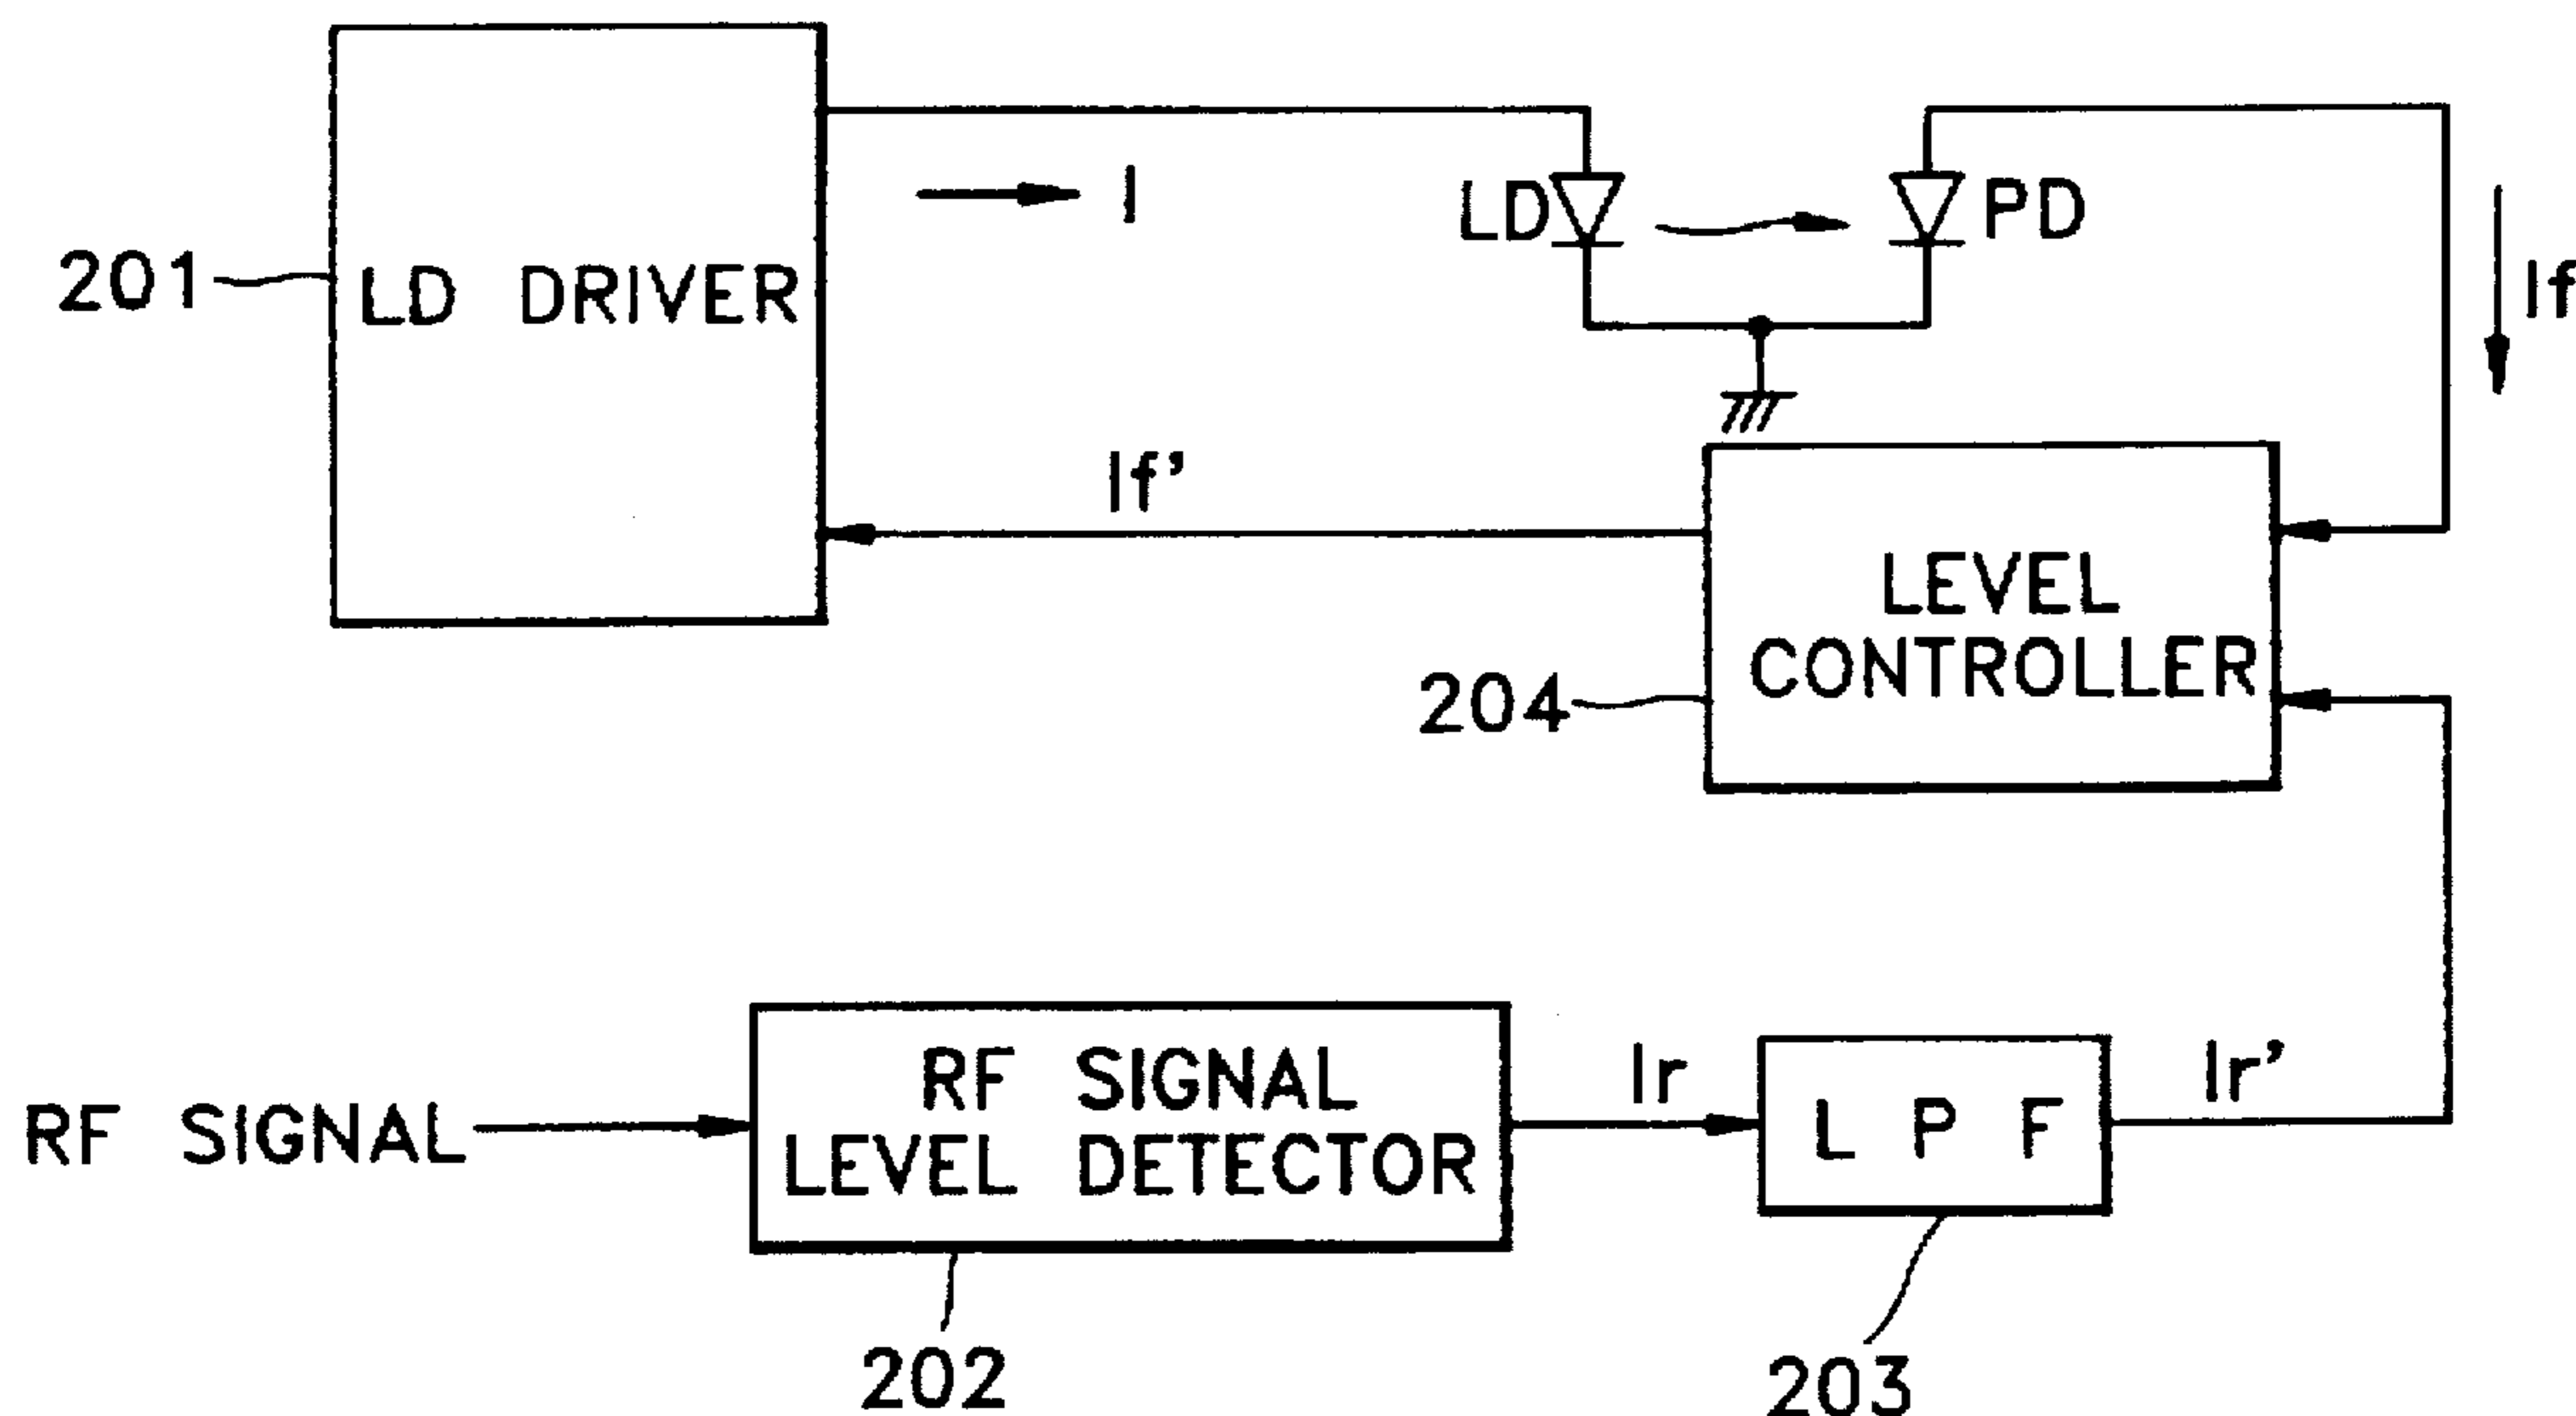 I
LD
PD
201
LD DRIVER
If
If'
LEVEL
CONTROLLER
204
RF SIGNAL
RF SIGNAL
LEVEL DETECTOR
Ir
L P F
Ir'
202
203